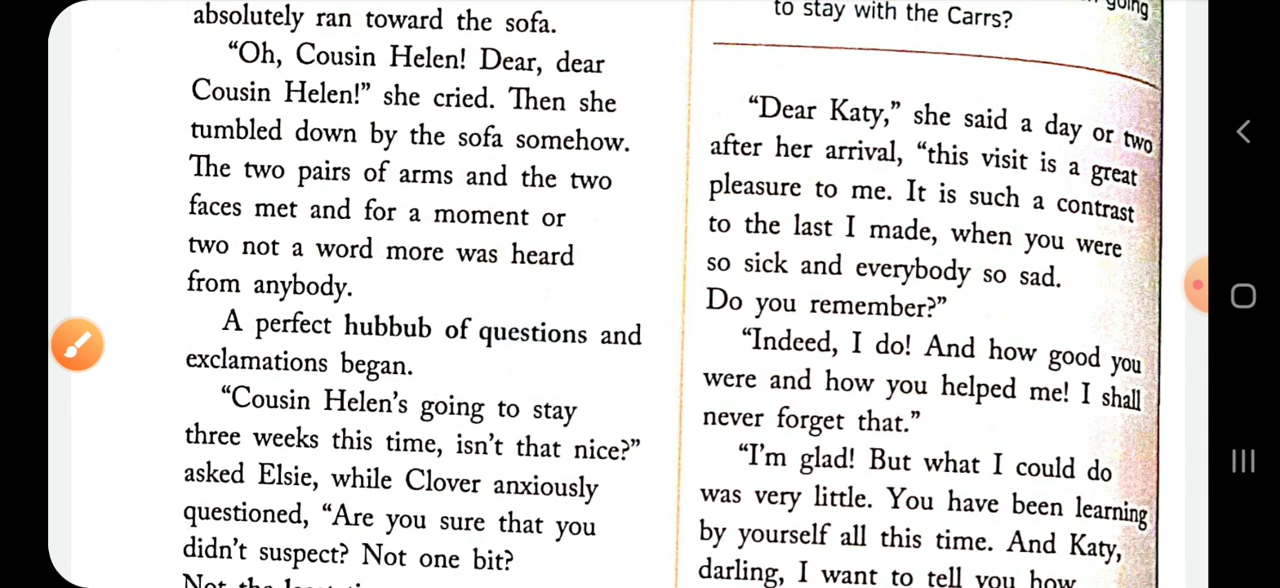 absolutely ran toward the sofa.
“Oh, Cousin Helen! Dear, dear
Cousin Helen!” she cried. Then she
tumbled down by the sofa somehow.
The two pairs of arms and the two
faces met and for a moment or
two not a word more was heard
from anybody.
A perfect hubbub of questions and
exclamations began.
“Cousin Helen’s going to stay
three weeks this time, isn’t that nice?”
asked Elsie, while Clover anxiously
questioned, “Are you sure that you
didn’t suspect? Not one bit?
Not the
going
to stay with the Carrs?
“Dear Katy,” she said a day or two
after her arrival, “this visit is a great
pleasure to me. It is such a contrast
to the last I made, when you were
so sick and everybody so sad.
Do you remember?”
“Indeed, I do! And how good you
were and how you helped me! I shall
never forget that.”
“I’m glad! But what I could do
was very little. You have been learning
by yourself all this time. And Katy,
darling, I want to tell you how